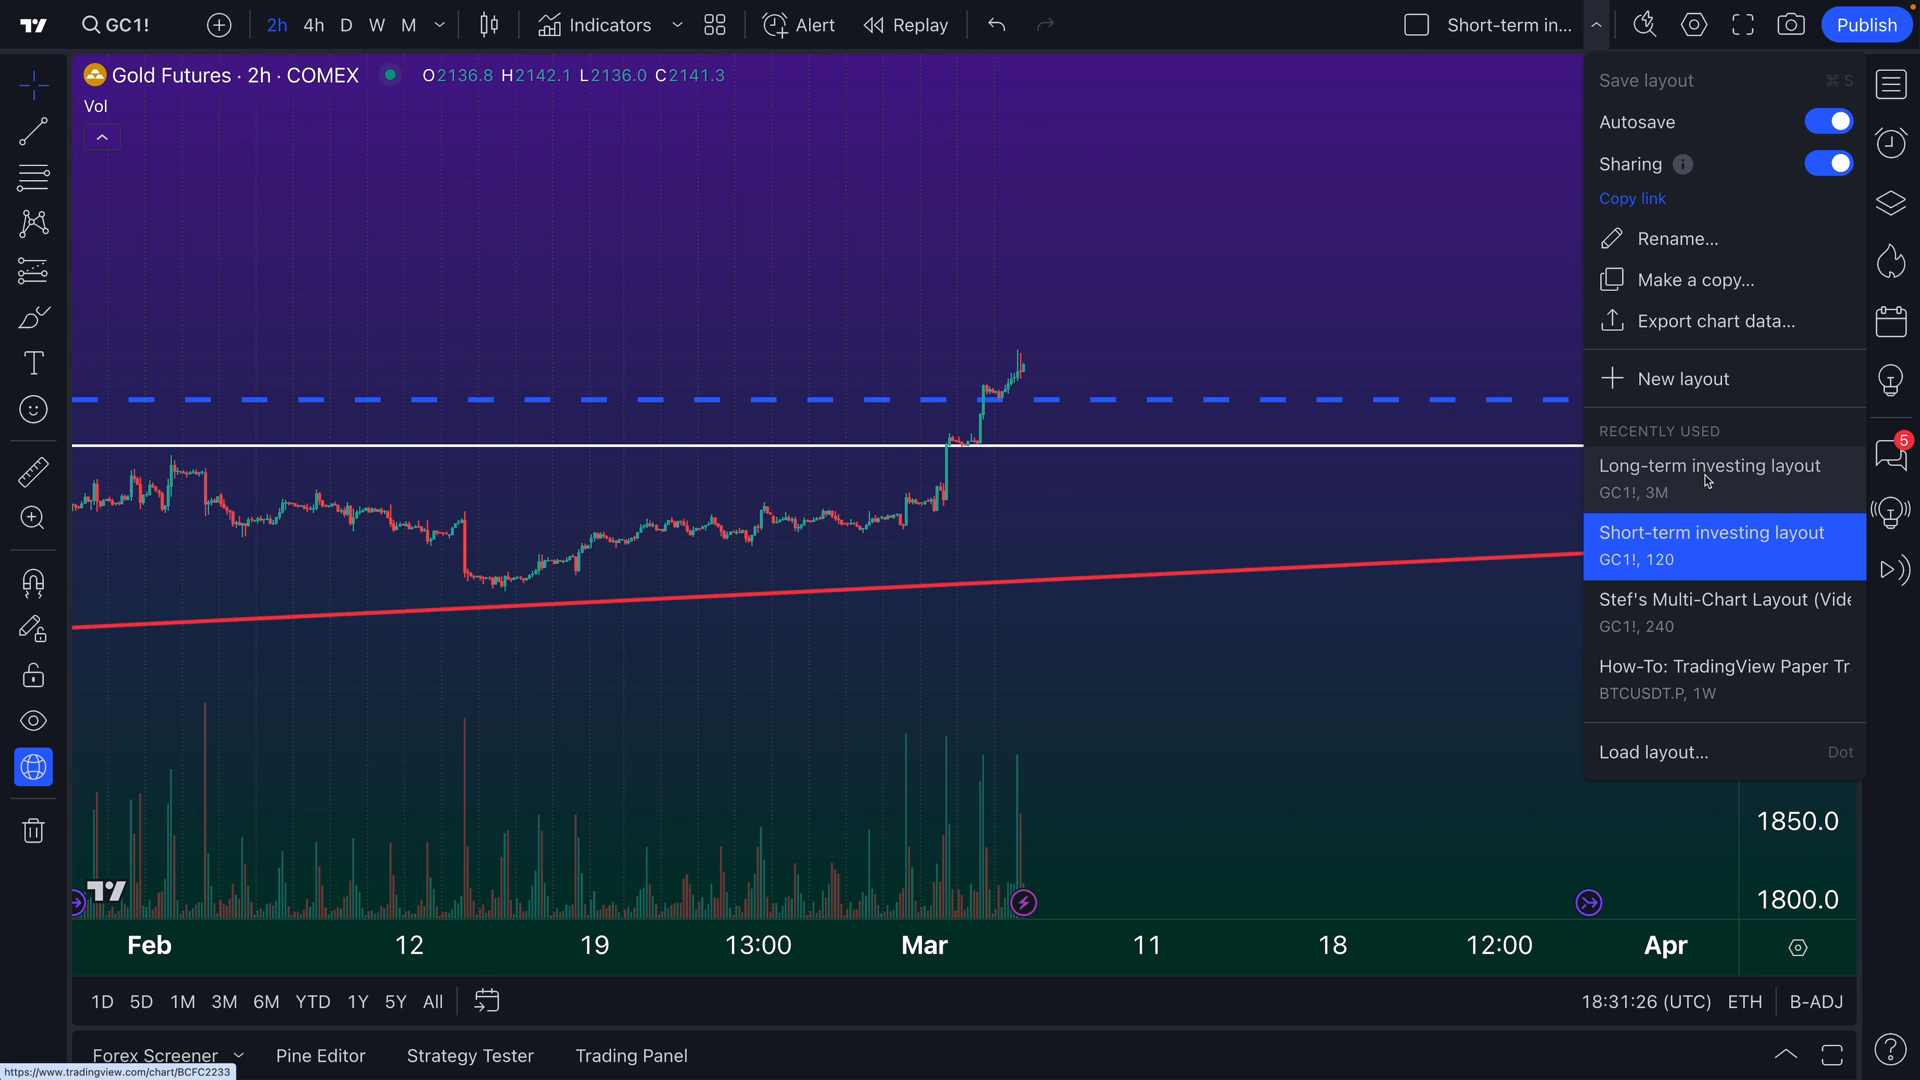 GC1!
2h 4h D W M
Indicators
Alert
Replay
Short-term in...
Publish
Gold Futures · 2h · COMEX
O2136.8 H2142.1 L2136.0 C2141.3
Vol
Save layout ⌘ S
Autosave
Sharing
Copy link
Rename...
Make a copy...
Export chart data...
New layout
RECENTLY USED
Long-term investing layout
GC1!, 3M
Short-term investing layout
GC1!, 120
Stef's Multi-Chart Layout (Vide
GC1!, 240
How-To: TradingView Paper Tr
BTCUSDT.P, 1W
Load layout... Dot
5
1850.0
1800.0
Feb 12 19 13:00 Mar 11 18 12:00 Apr
1D 5D 1M 3M 6M YTD 1Y 5Y All
18:31:26 (UTC) ETH B-ADJ
Forex Screener Pine Editor Strategy Tester Trading Panel
https://www.tradingview.com/chart/BCFC2233